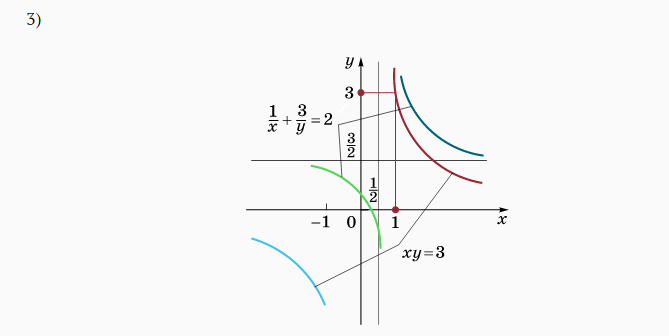 3)
y
3
1/x + 3/y = 2
3/2
1/2
−1 0 1 x
xy=3